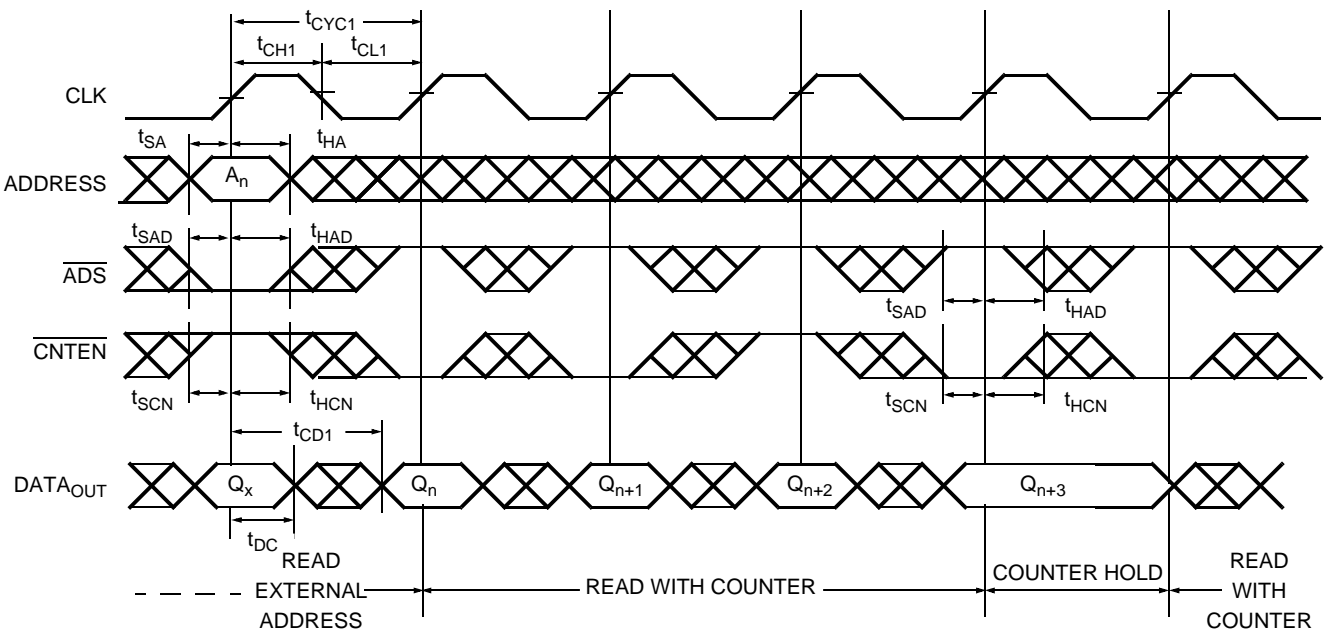 tCYC1
tCH1 tCL1
CLK
tSA tHA
ADDRESS An
tSAD tHAD
ADS
tSAD tHAD
CNTEN
tSCN tHCN tSCN tHCN
tCD1
DATAOUT Qx Qn Qn+1 Qn+2 Qn+3
tDC
READ EXTERNAL ADDRESS
READ WITH COUNTER
COUNTER HOLD
READ WITH COUNTER